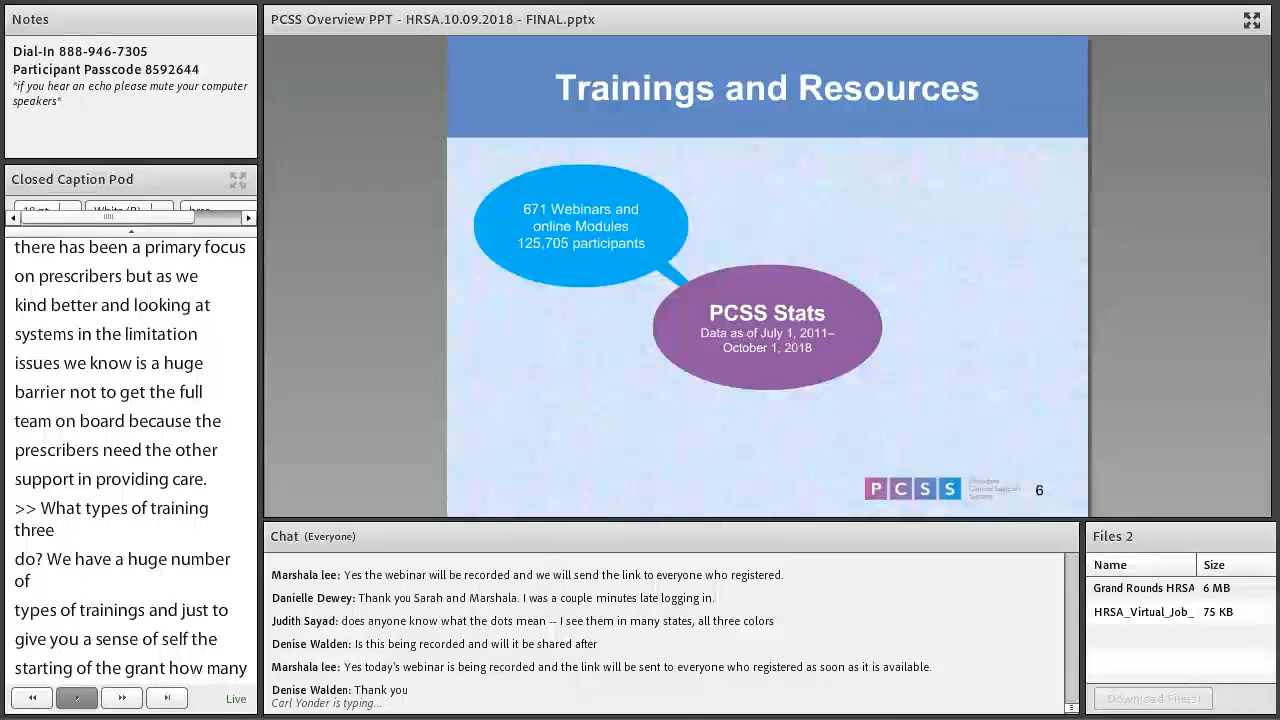 Notes
Dial-In 888-946-7305
Participant Passcode 8592644
*if you hear an echo please mute your computer
speakers*
Closed Caption Pod
there has been a primary focus
on prescribers but as we
kind better and looking at
systems in the limitation
issues we know is a huge
barrier not to get the full
team on board because the
prescribers need the other
support in providing care.
>> What types of training
three
do? We have a huge number
of
types of trainings and just to
give you a sense of self the
starting of the grant how many
Live
PCSS Overview PPT - HRSA.10.09.2018 - FINAL.pptx
Trainings and Resources
671 Webinars and
online Modules
125,705 participants
PCSS Stats
Data as of July 1, 2011–
October 1, 2018
PCSS
Provider
Clinical Support
System
6
Chat (Everyone)
Marshala lee: Yes the webinar will be recorded and we will send the link to everyone who registered.
Danielle Dewey: Thank you Sarah and Marshala. I was a couple minutes late logging in.
Judith Sayad: does anyone know what the dots mean -- I see them in many states, all three colors
Denise Walden: Is this being recorded and will it be shared after
Marshala lee: Yes today's webinar is being recorded and the link will be sent to everyone who registered as soon as it is available.
Denise Walden: Thank you
Carl Yonder is typing...
Files 2
Name Size
Grand Rounds HRSA 6 MB
HRSA_Virtual_Job_ 75 KB
Download File(s)